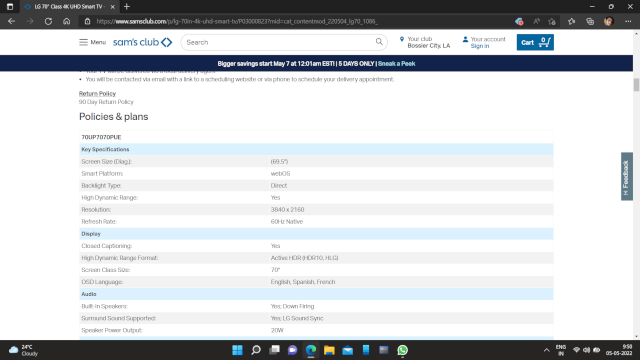 LG 70" Class 4K UHD Smart TV -
https://www.samsclub.com/p/lg-70in-4k-uhd-smart-tv/P03000023?mid=cat_contentmod_220504_lg70_1066_
Menu
sam's club
Search
Your club
Bossier City, LA
Your account
Sign in
Cart 0
Bigger savings start May 7 at 12:01am EST! | 5 DAYS ONLY | Sneak a Peek
• You will be contacted via email with a link to a scheduling website or via phone to schedule your delivery appointment.
Return Policy
90 Day Return Policy
Policies & plans
70UP7070PUE
Key Specifications
Screen Size (Diag.): (69.5")
Smart Platform: webOS
Backlight Type: Direct
High Dynamic Range: Yes
Resolution: 3840 x 2160
Refresh Rate: 60Hz Native
Display
Closed Captioning: Yes
High Dynamic Range Format: Active HDR (HDR10, HLG)
Screen Class Size: 70"
OSD Language: English, Spanish, French
Audio
Built-In Speakers: Yes; Down Firing
Surround Sound Supported: Yes; LG Sound Sync
Speaker Power Output: 20W
Feedback
24°C
Cloudy
ENG
IN
9:50
05-05-2022